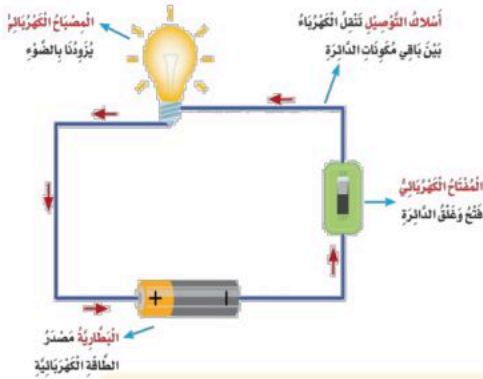 الْمِصْبَاحُ الْكَهْرَبَائِيُّ
يُزَوِّدُنَا بِالضَّوْءِ
أَسْلَاكُ التَّوْصِيْلِ تَنْقِلُ الْكَهْرَبَاءَ
بَيْنَ بَاقِي مُكَوِّنَاتِ الدَّائِرَةِ
الْمُفْتَاحُ الْكَهْرَبَائِيُّ
فَتْحُ وَغَلْقُ الدَّائِرَةِ
+ −
الْبَطَّارِيَّةُ مَصْدَرُ
الطَّاقَةِ الْكَهْرَبَائِيَّةِ